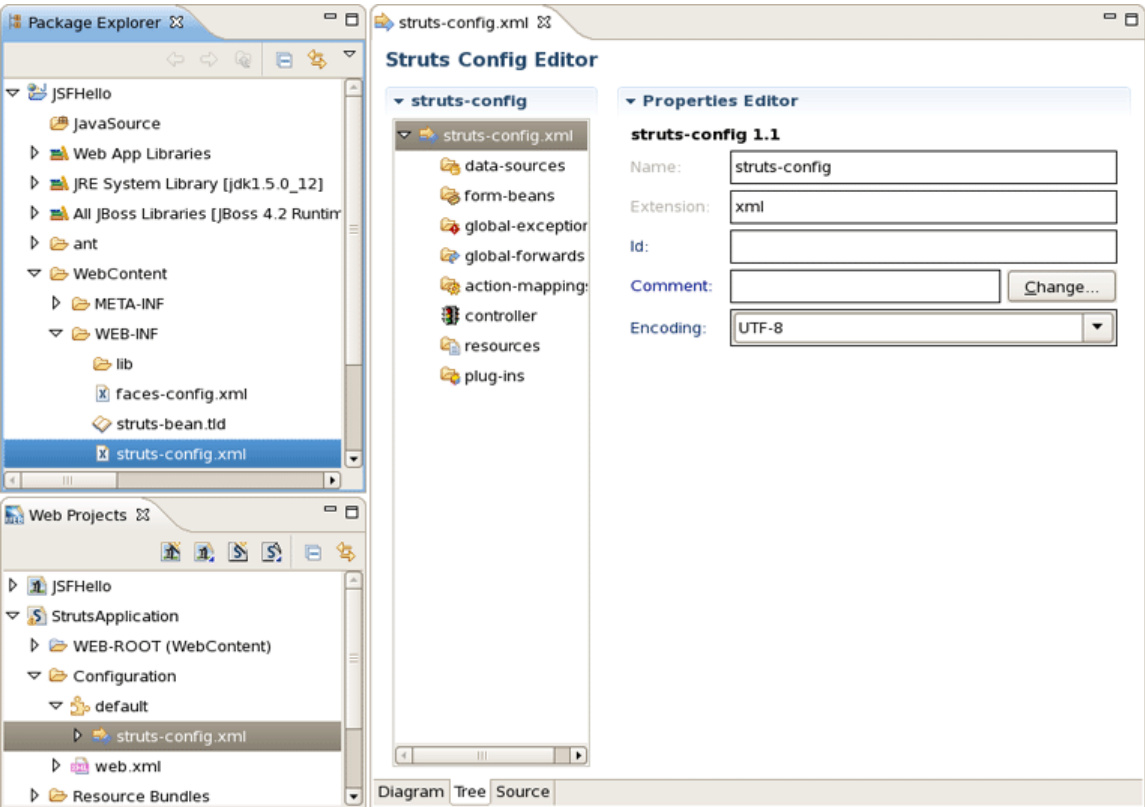 Package Explorer
JSFHello
JavaSource
Web App Libraries
JRE System Library [jdk1.5.0_12]
All JBoss Libraries [JBoss 4.2 Runtim
ant
WebContent
META-INF
WEB-INF
lib
faces-config.xml
struts-bean.tld
struts-config.xml
Web Projects
JSFHello
StrutsApplication
WEB-ROOT (WebContent)
Configuration
default
struts-config.xml
web.xml
Resource Bundles
struts-config.xml
Struts Config Editor
struts-config
struts-config.xml
data-sources
form-beans
global-exception
global-forwards
action-mappings
controller
resources
plug-ins
Properties Editor
struts-config 1.1
Name: struts-config
Extension: xml
Id:
Comment: Change...
Encoding: UTF-8
Diagram Tree Source